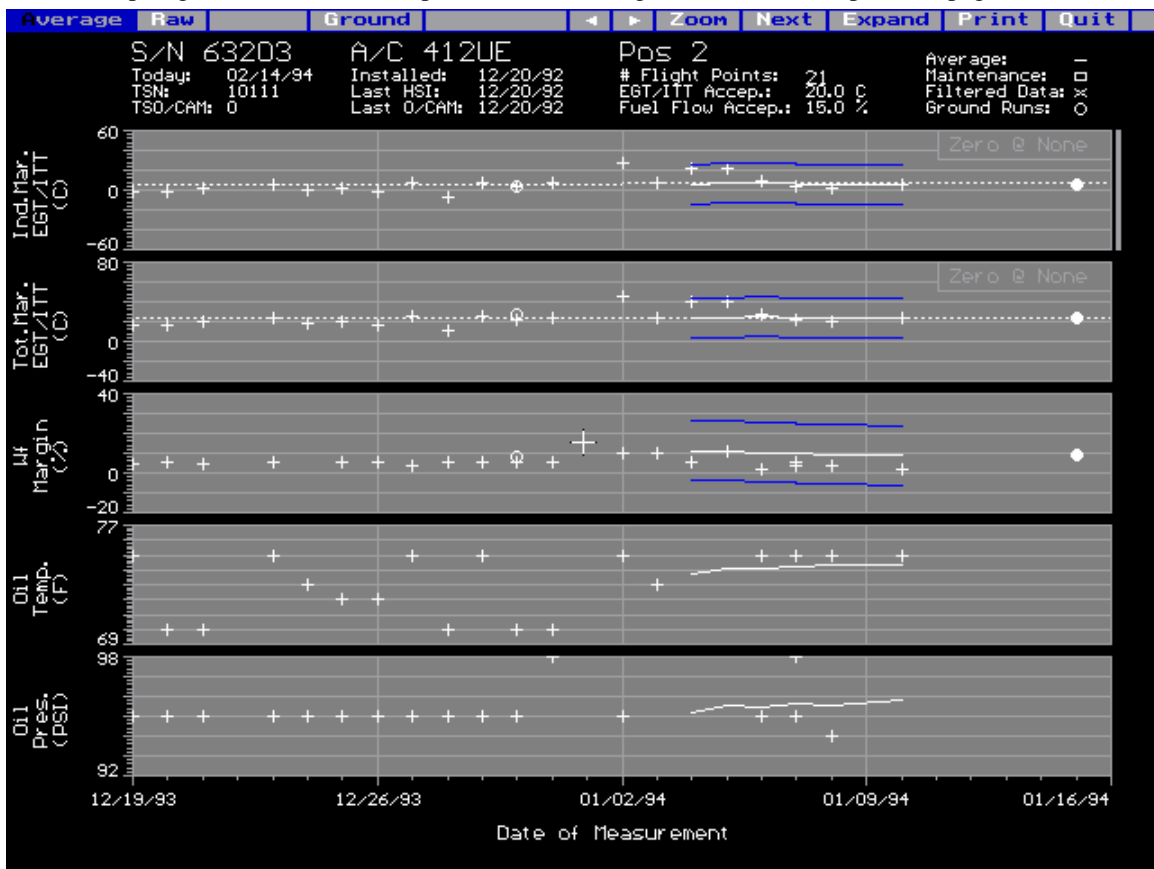 Average Raw Ground ◄ ► Zoom Next Expand Print Quit
S/N 63203 A/C 412UE Pos 2
Average: —
Today: 02/14/94 Installed: 12/20/92 # Flight Points: 21 Maintenance: □
TSN: 10111 Last HSI: 12/20/92 EGT/ITT Accep.: 20.0 C Filtered Data: ×
TSO/CAM: 0 Last O/CAM: 12/20/92 Fuel Flow Accep.: 15.0 % Ground Runs: ○
Ind.Mar.
EGT/ITT
(C)
60
0
-60
Zero @ None
Tot.Mar.
EGT/ITT
(C)
80
0
-40
Zero @ None
Wf
Margin
(%)
40
0
-20
Oil
Temp.
(F)
77
69
Oil
Pres.
(PSI)
98
92
12/19/93 12/26/93 01/02/94 01/09/94 01/16/94
Date of Measurement